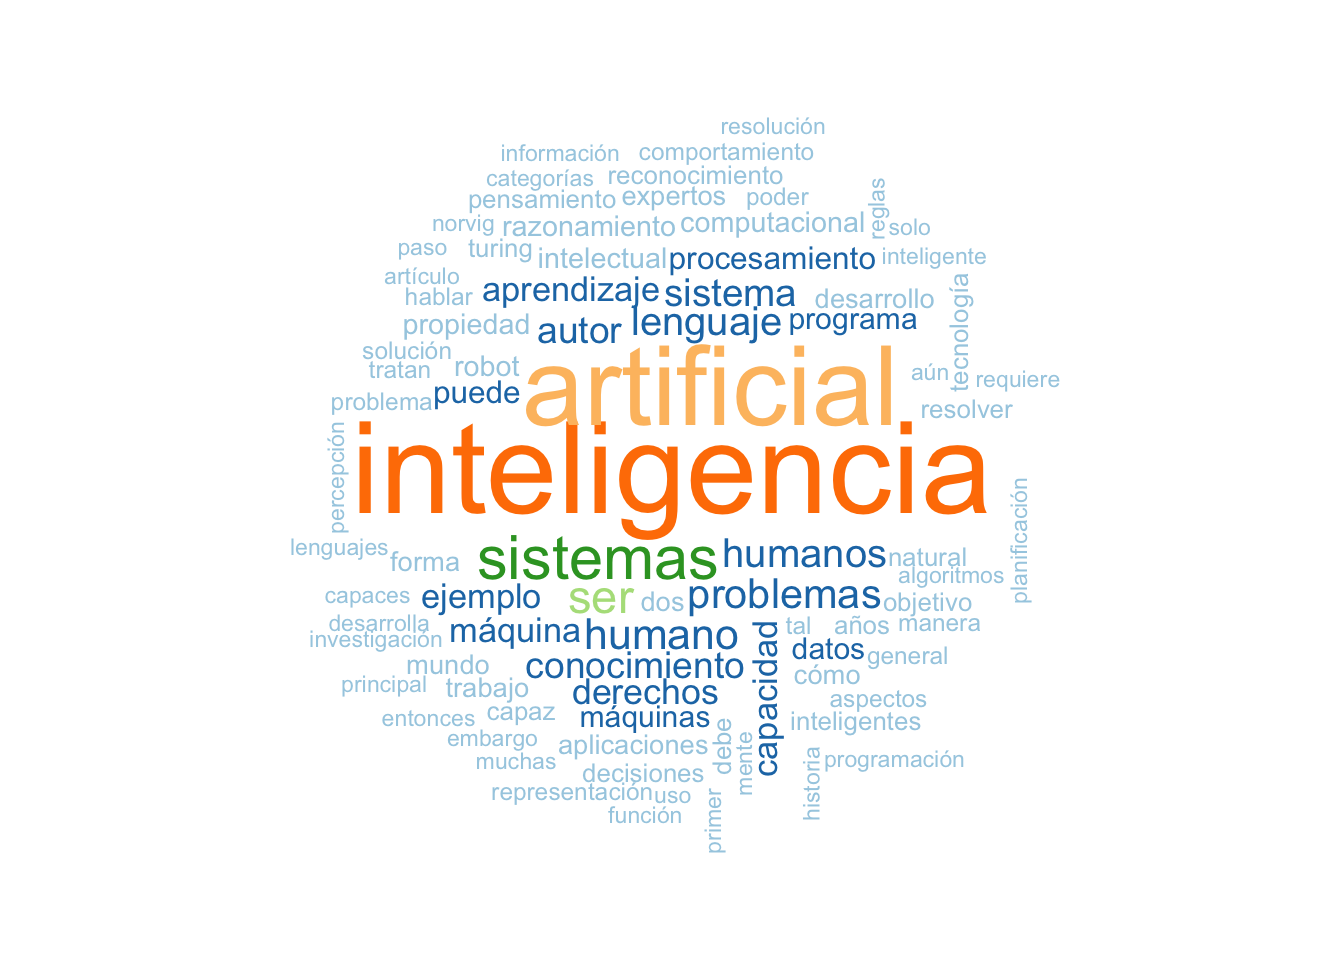 resolución
información
comportamiento
categorías
reconocimiento
pensamiento
expertos
poder
reglas
norvig
razonamiento
computacional
solo
paso
turing
intelectual
procesamiento
inteligente
artículo
hablar
aprendizaje
sistema
desarrollo
tecnología
propiedad
autor
lenguaje
programa
solución
tratan
robot
artificial
aún
requiere
problema
puede
resolver
percepción
inteligencia
planificación
lenguajes
forma
sistemas
humanos
natural
algoritmos
capaces
ejemplo
ser
dos
problemas
objetivo
desarrolla
investigación
máquina
humano
capacidad
tal
años
manera
mundo
conocimiento
datos
general
principal
trabajo
derechos
cómo
aspectos
entonces
capaz
máquinas
inteligentes
embargo
aplicaciones
debe
mente
muchas
decisiones
historia
programación
representación
uso
primer
función